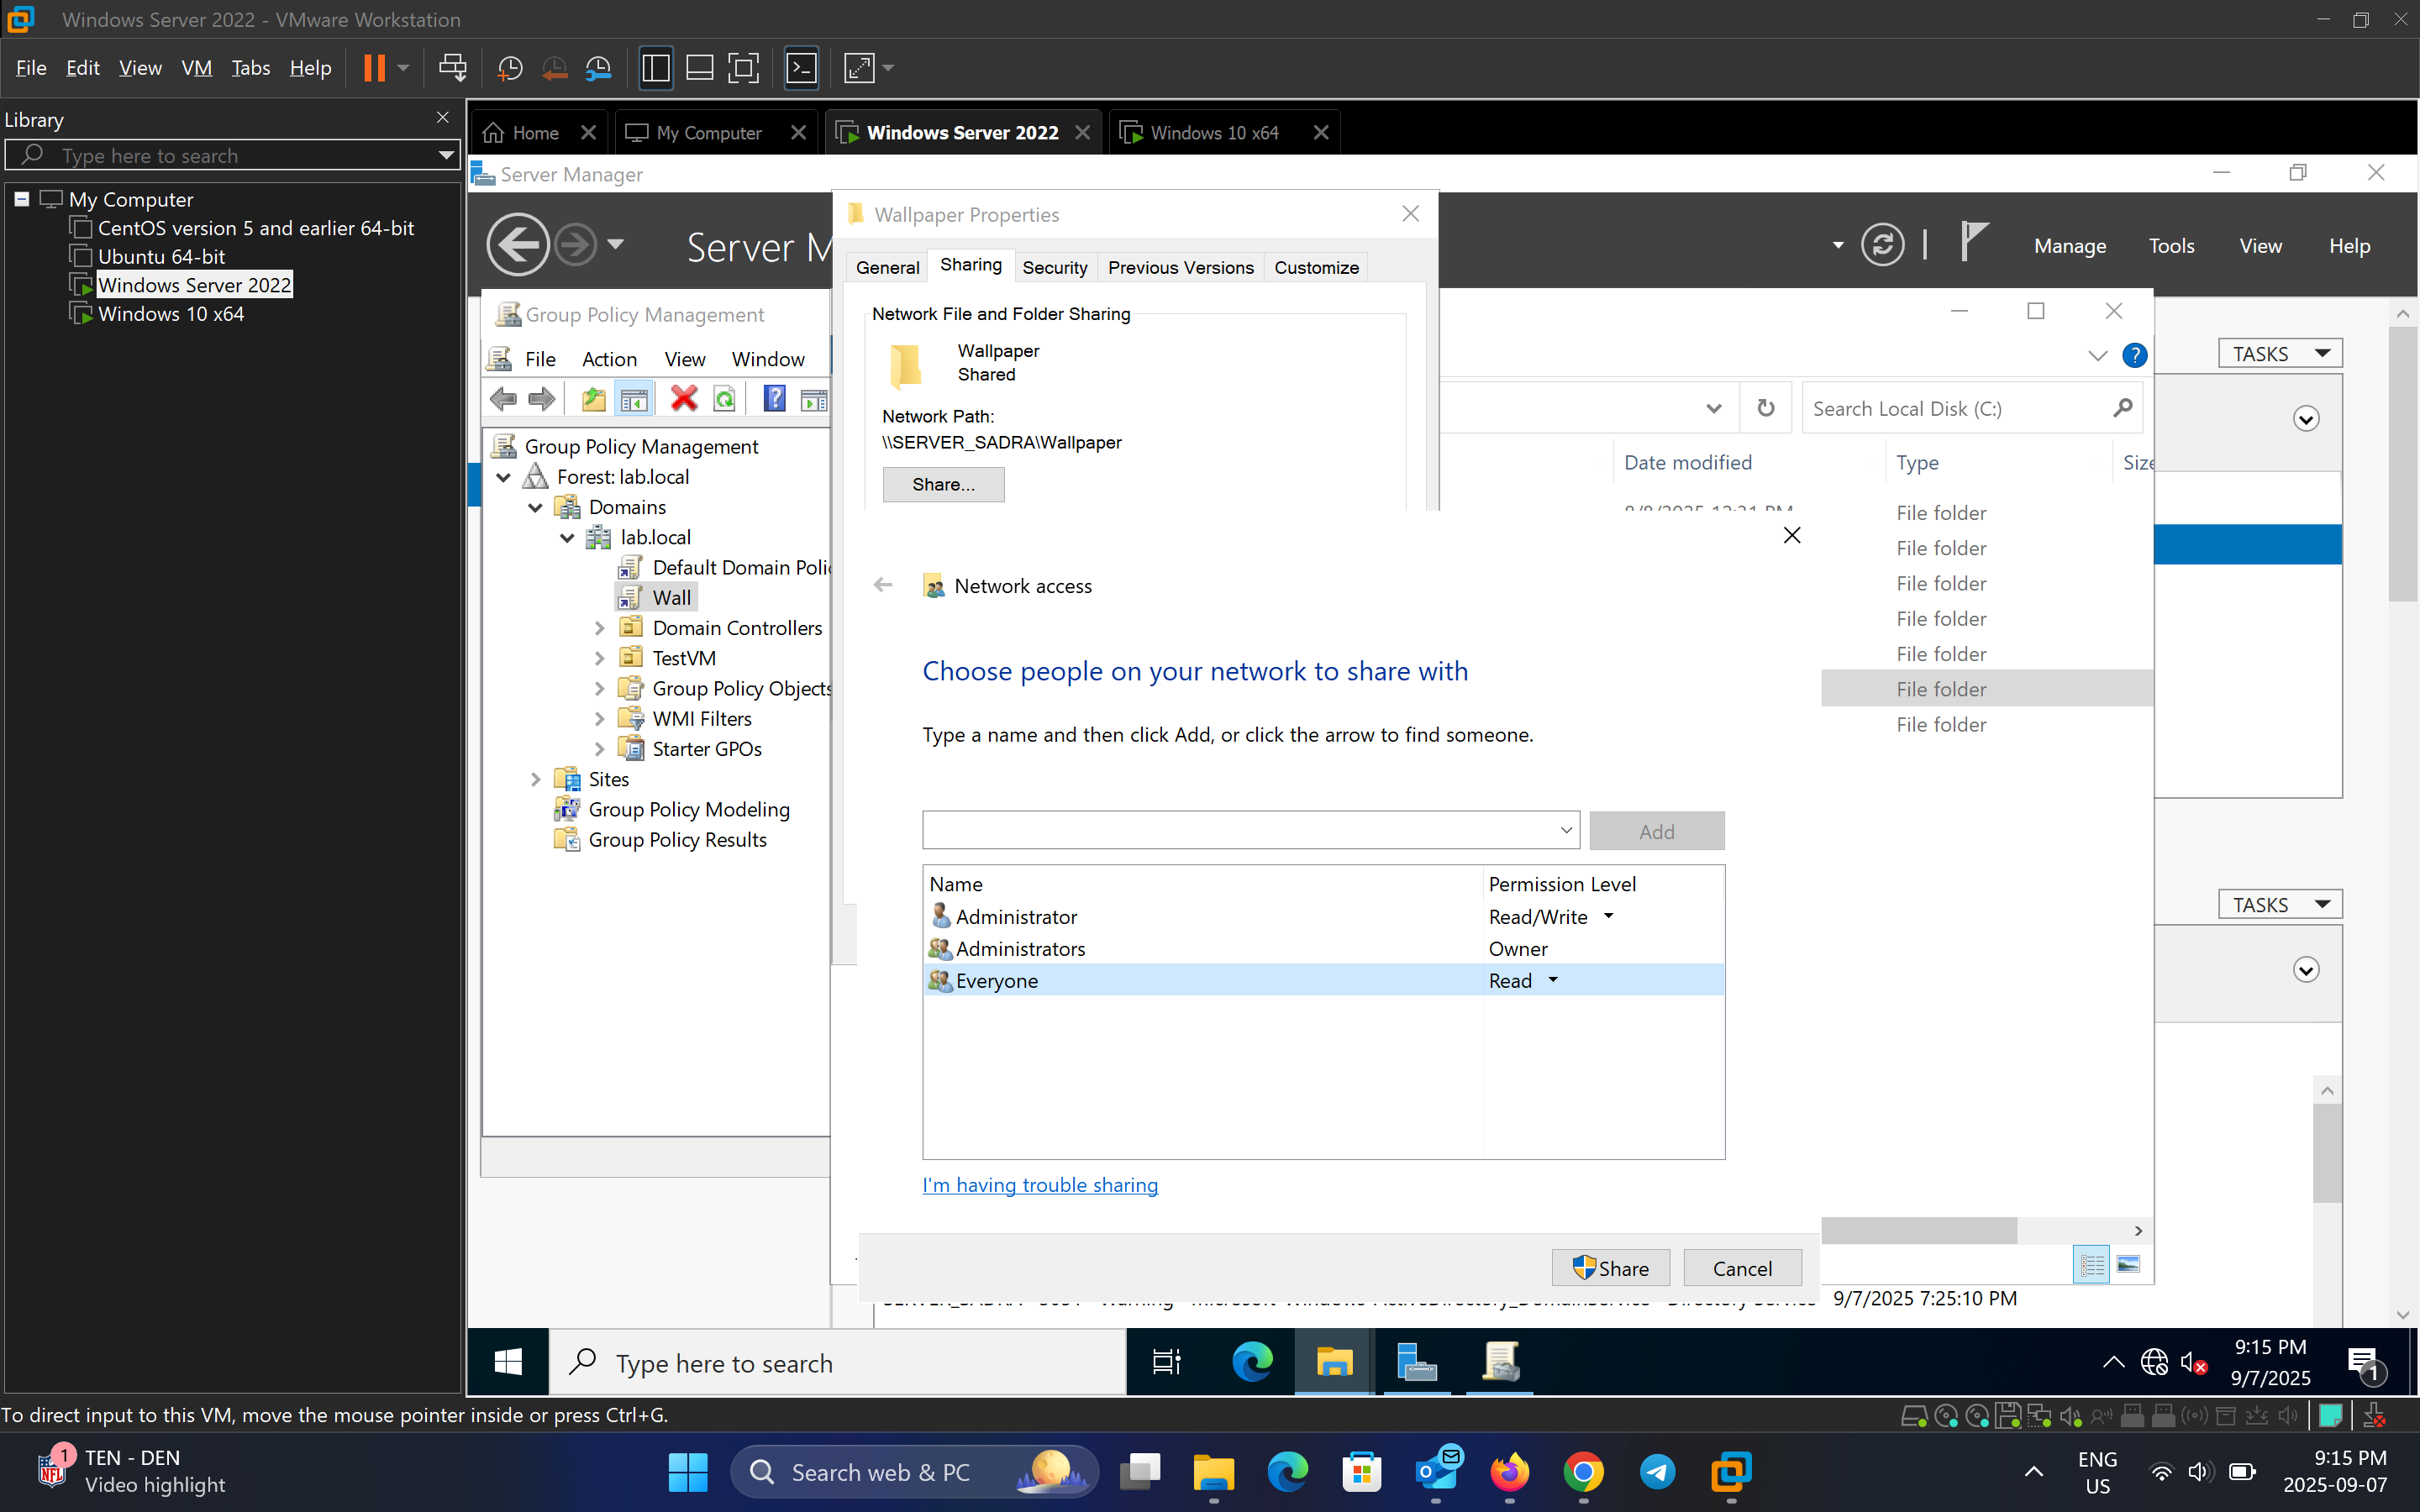 Windows Server 2022 - VMware Workstation
File Edit View VM Tabs Help
Library
Type here to search
My Computer
CentOS version 5 and earlier 64-bit
Ubuntu 64-bit
Windows Server 2022
Windows 10 x64
Home
My Computer
Windows Server 2022
Windows 10 x64
Server Manager
Server M
Manage Tools View Help
TASKS
TASKS
Group Policy Management
File Action View Window
Group Policy Management
Forest: lab.local
Domains
lab.local
Default Domain Polic
Wall
Domain Controllers
TestVM
Group Policy Objects
WMI Filters
Starter GPOs
Sites
Group Policy Modeling
Group Policy Results
Wallpaper Properties
General Sharing Security Previous Versions Customize
Network File and Folder Sharing
Wallpaper
Shared
Network Path:
\\SERVER_SADRA\Wallpaper
Share...
Search Local Disk (C:)
Date modified Type Size
File folder
File folder
File folder
File folder
File folder
File folder
File folder
Network access
Choose people on your network to share with
Type a name and then click Add, or click the arrow to find someone.
Add
Name Permission Level
Administrator Read/Write
Administrators Owner
Everyone Read
I'm having trouble sharing
Share Cancel
9/7/2025 7:25:10 PM
Type here to search
9:15 PM
9/7/2025
1
To direct input to this VM, move the mouse pointer inside or press Ctrl+G.
1
NFL
TEN - DEN
Video highlight
Search web & PC
ENG
US
9:15 PM
2025-09-07